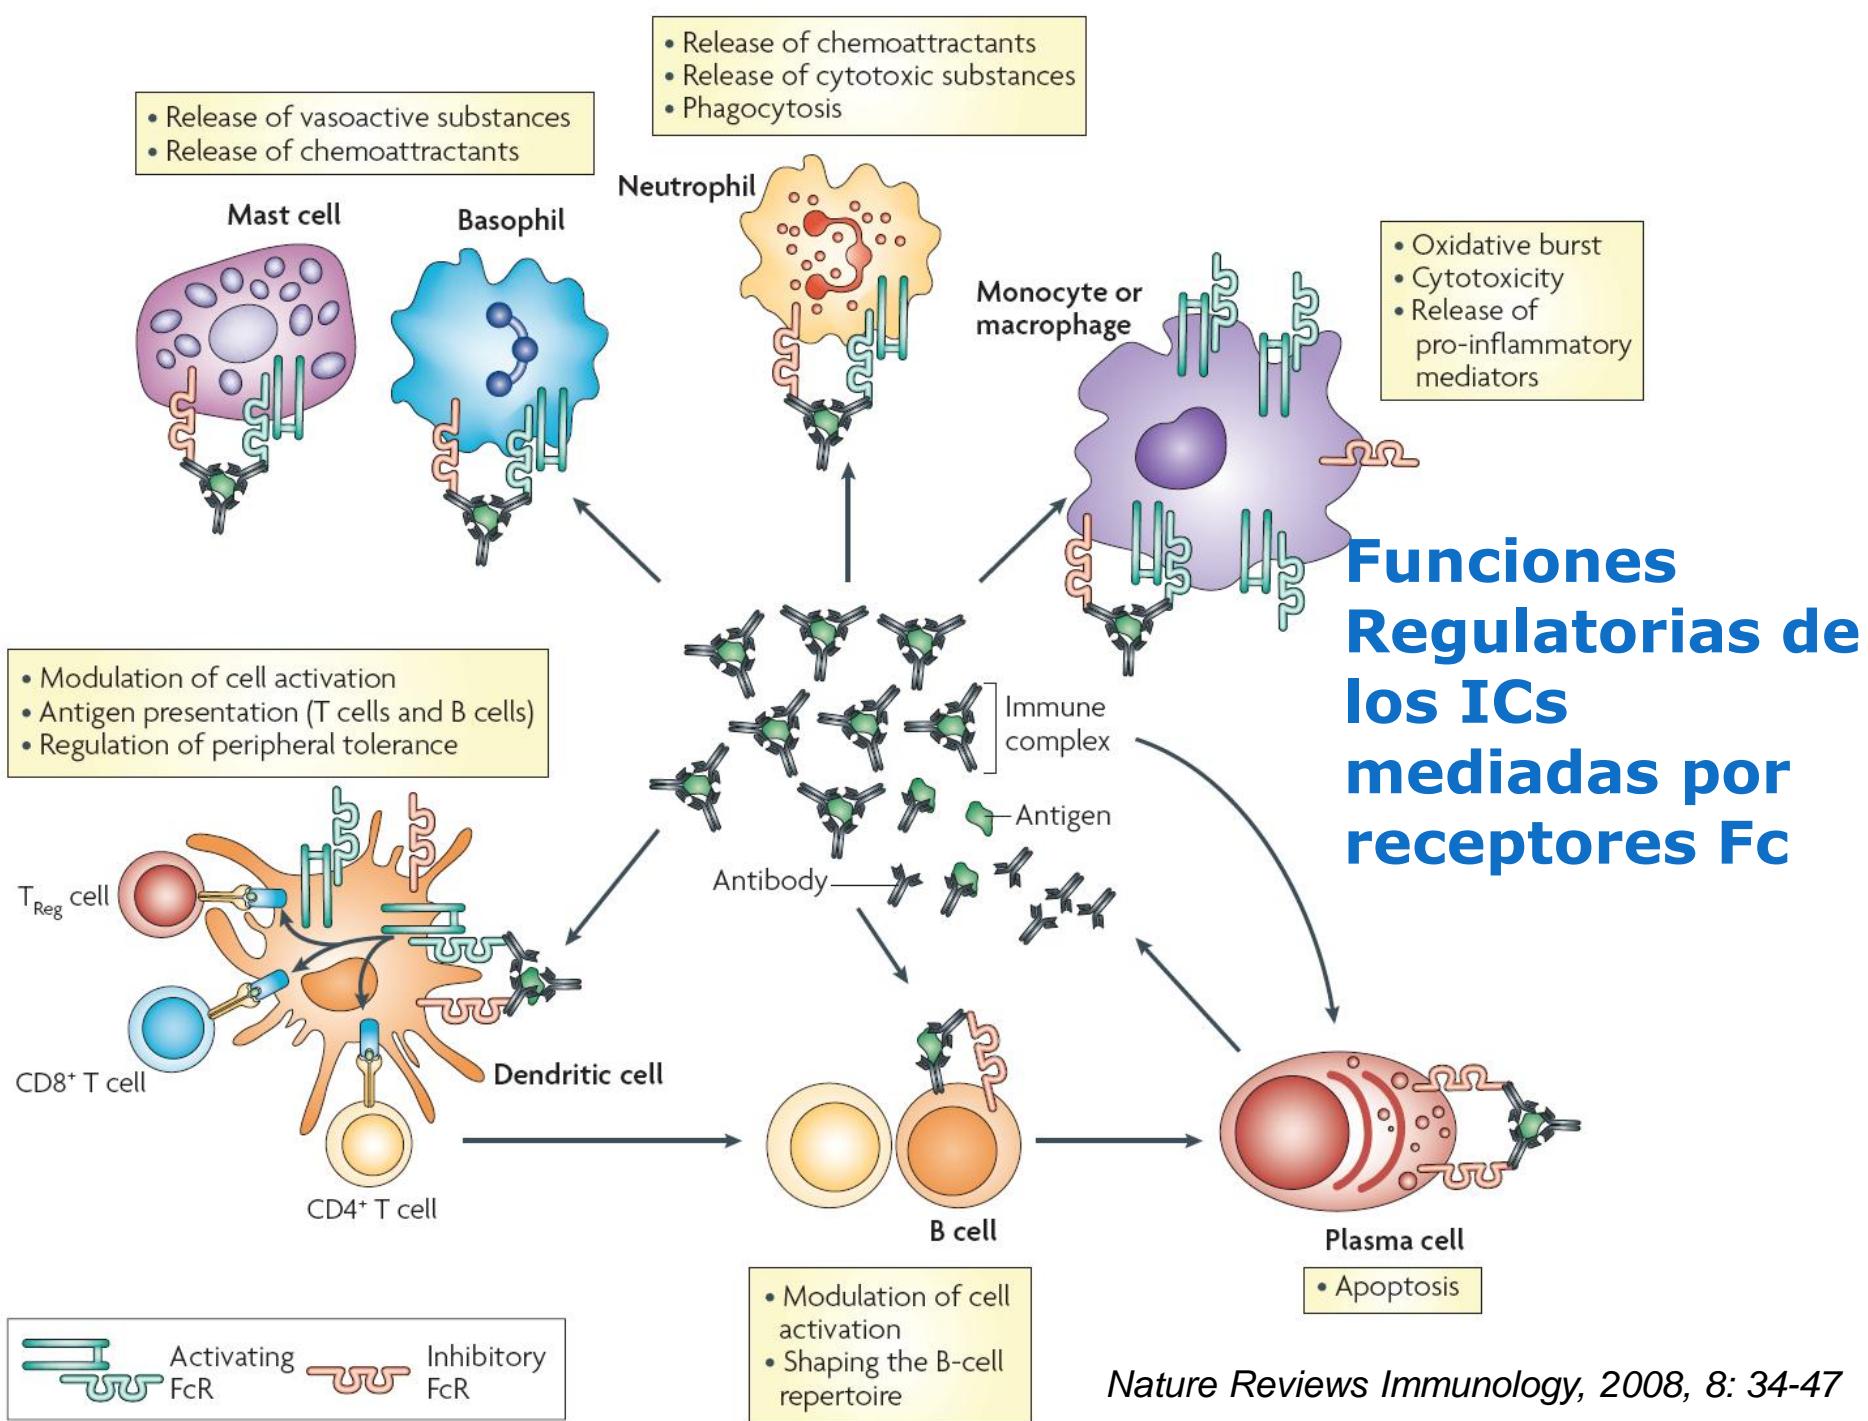 • Release of chemoattractants
• Release of cytotoxic substances
• Phagocytosis
• Release of vasoactive substances
• Release of chemoattractants
Neutrophil
Mast cell
Basophil
• Oxidative burst
• Cytotoxicity
• Release of
pro-inflammatory
mediators
Monocyte or
macrophage
Funciones
Regulatorias de
los ICs
mediadas por
receptores Fc
• Modulation of cell activation
• Antigen presentation (T cells and B cells)
• Regulation of peripheral tolerance
Immune
complex
Antigen
Antibody
TReg cell
CD8+ T cell
Dendritic cell
CD4+ T cell
B cell
Plasma cell
• Apoptosis
• Modulation of cell
activation
• Shaping the B-cell
repertoire
Activating
FcR
Inhibitory
FcR
Nature Reviews Immunology, 2008, 8: 34-47